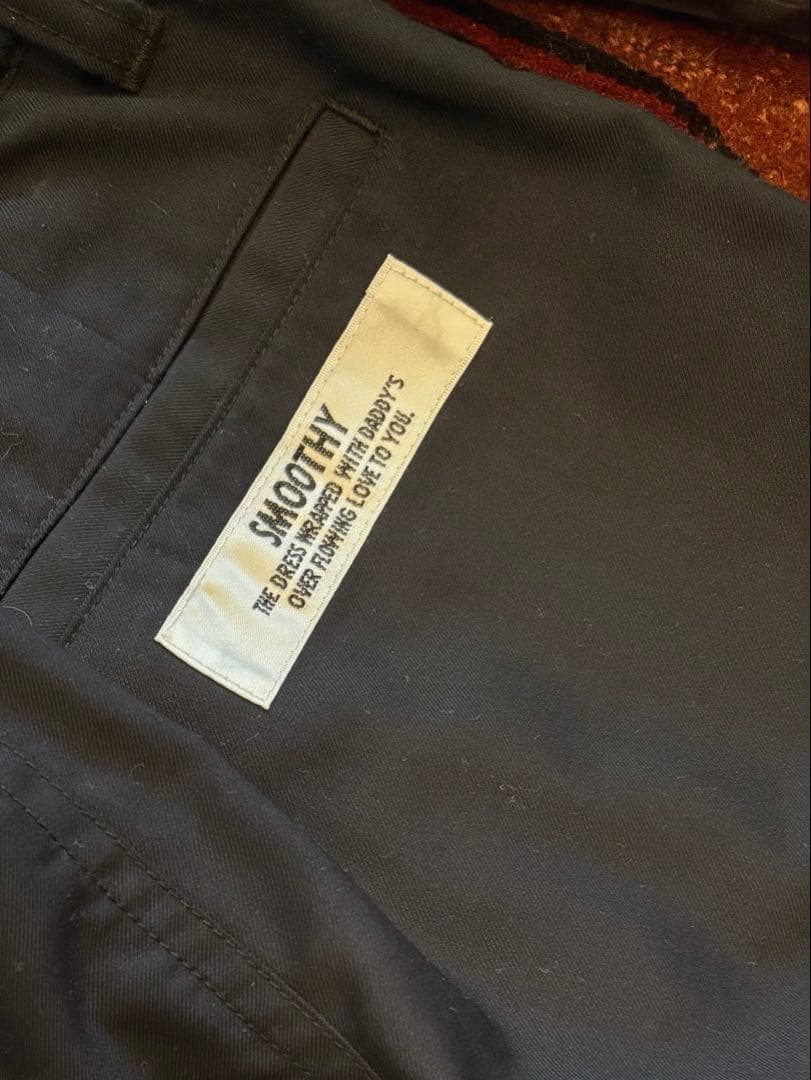 SMOOTHY
THE DRESS WRAPPED WITH DADDY'S
OVER FLOWING LOVE TO YOU.